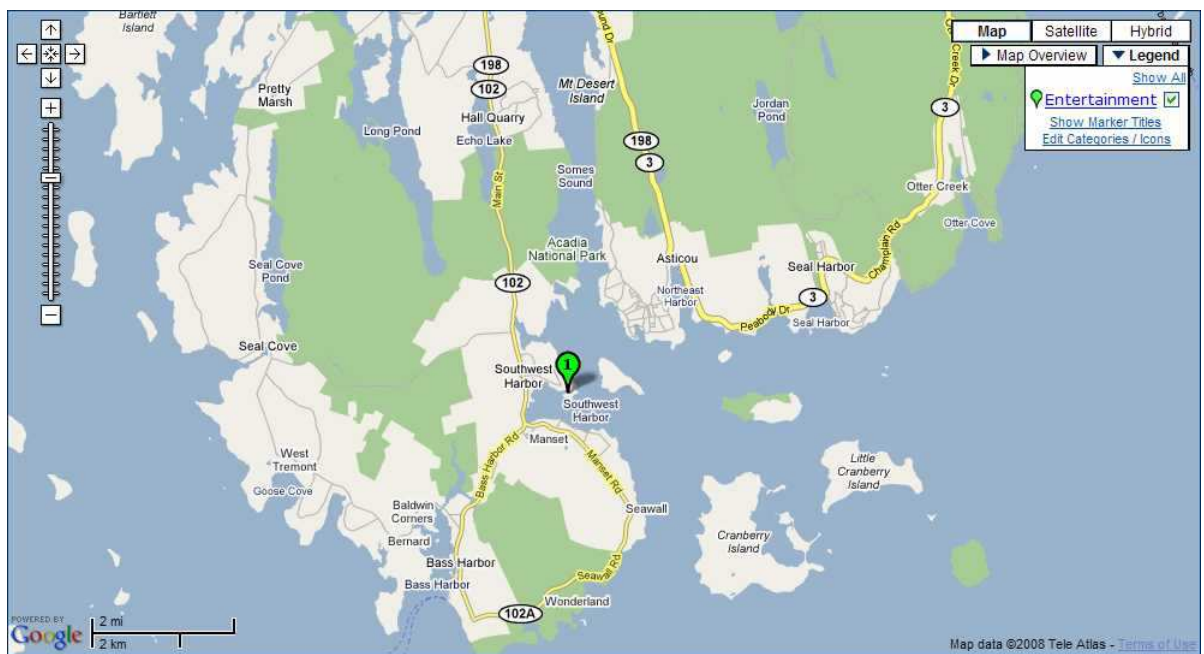 Bartlett
Island
Map
Satellite
Hybrid
Map Overview
Legend
Show All
Entertainment
Show Marker Titles
Edit Categories / Icons
198
102
Pretty
Marsh
Hall Quarry
Echo Lake
Long Pond
Mt Desert
Island
Jordan
Pond
3
198
3
Main St
Somes
Sound
Otter Creek
Otter Cove
Acadia
National Park
Champlain Rd
Seal Cove
Pond
102
Asticou
Seal Harbor
Northeast
Harbor
3
Peabody Dr
Seal Harbor
Seal Cove
Southwest
Harbor
1
Southwest
Harbor
Manset
Bass Harbor Rd
Manset Rd
West
Tremont
Goose Cove
Little
Cranberry
Island
Baldwin
Corners
Seawall
Bernard
Cranberry
Island
Bass Harbor
Bass Harbor
Seawall Rd
Wonderland
102A
POWERED BY
Google
2 mi
2 km
Map data ©2008 Tele Atlas - Terms of Use